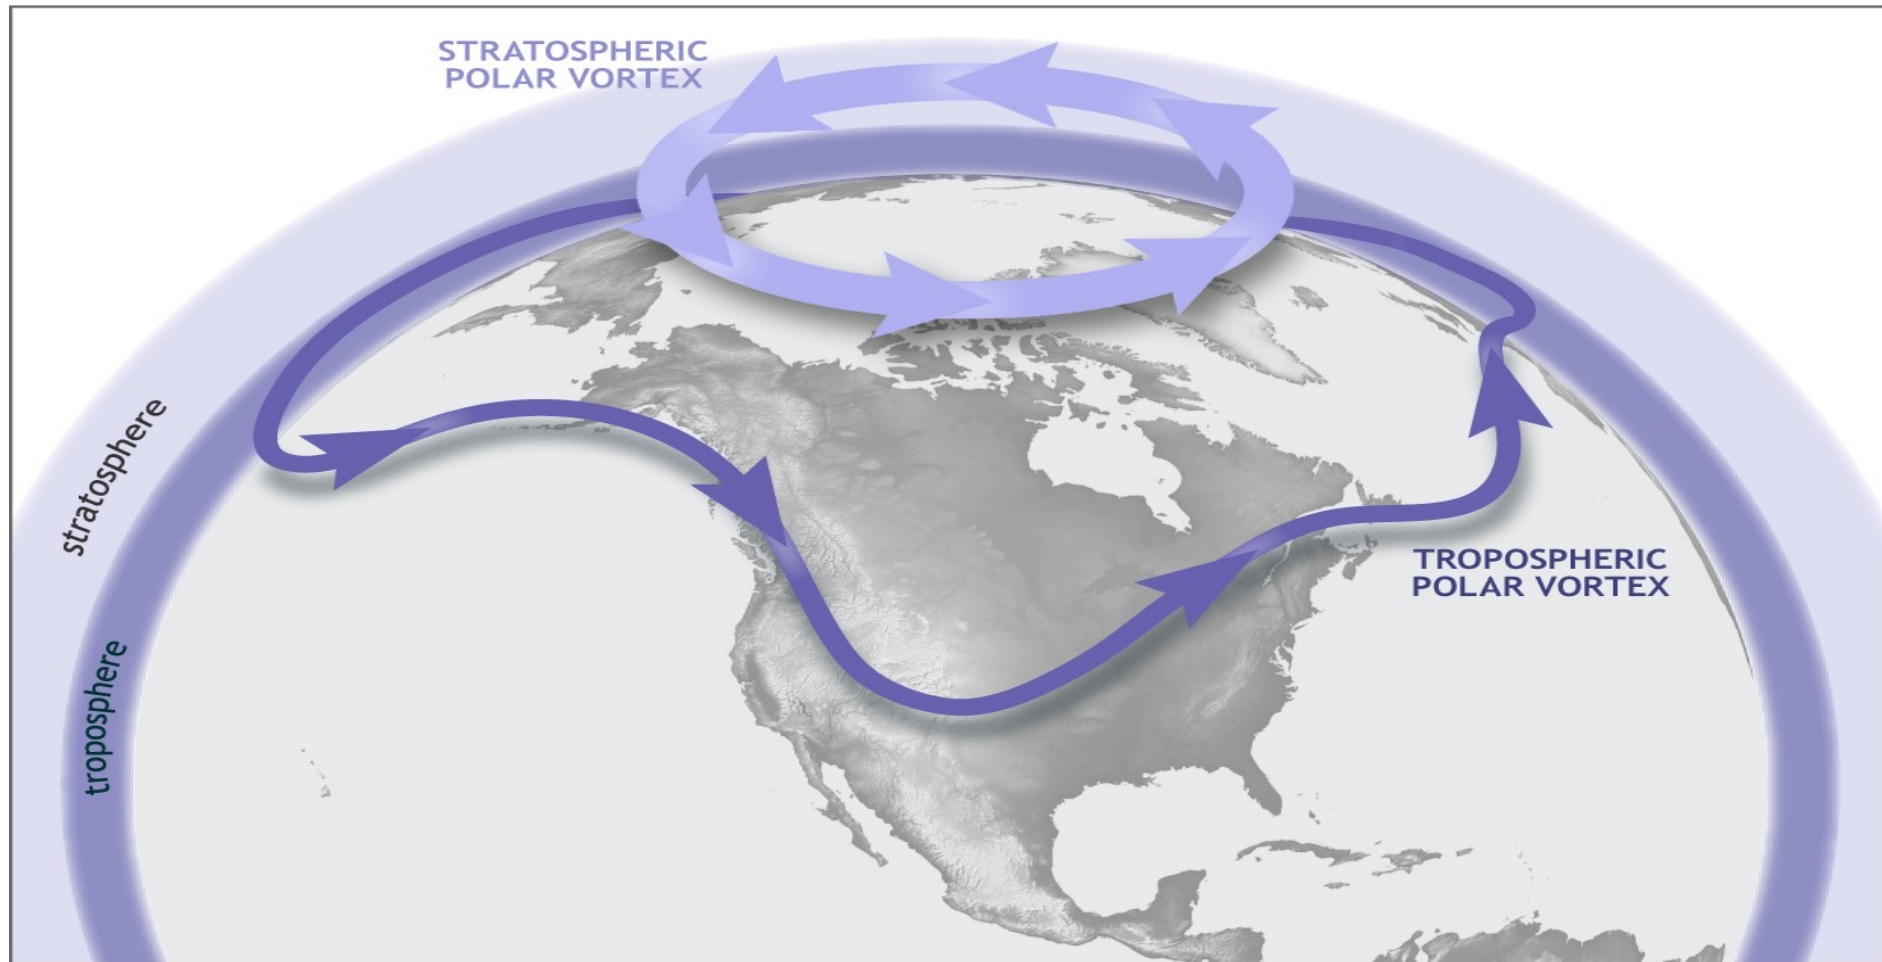 STRATOSPHERIC
POLAR VORTEX
stratosphere
TROPOSPHERIC
POLAR VORTEX
troposphere